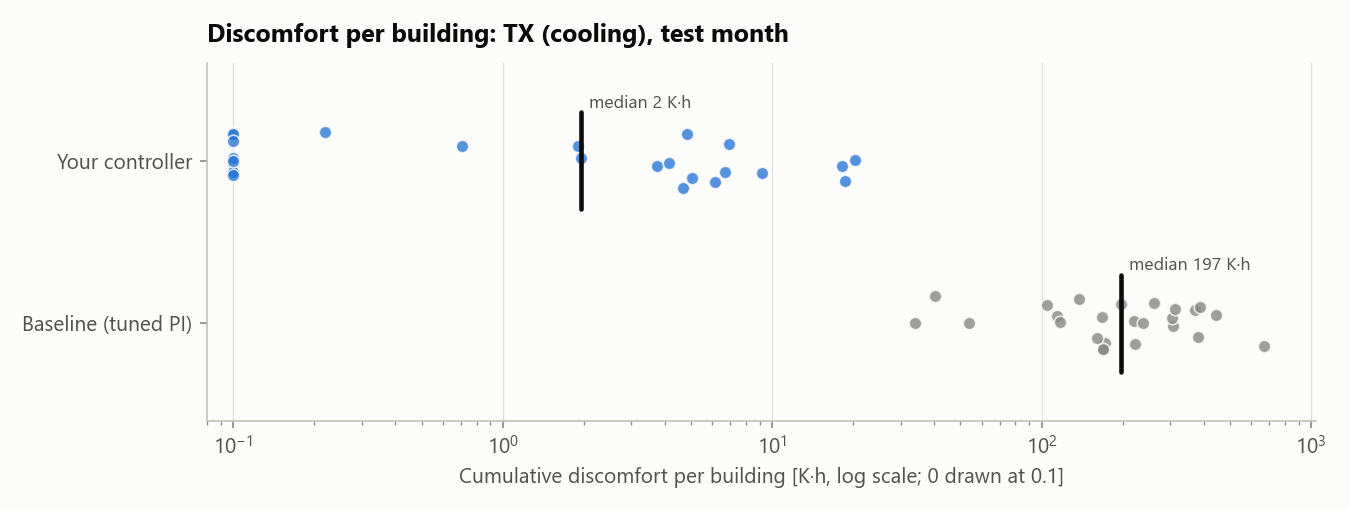 Discomfort per building: TX (cooling), test month
median 2 K·h
Your controller
median 197 K·h
Baseline (tuned PI)
10⁻¹ 10⁰ 10¹ 10² 10³
Cumulative discomfort per building [K·h, log scale; 0 drawn at 0.1]